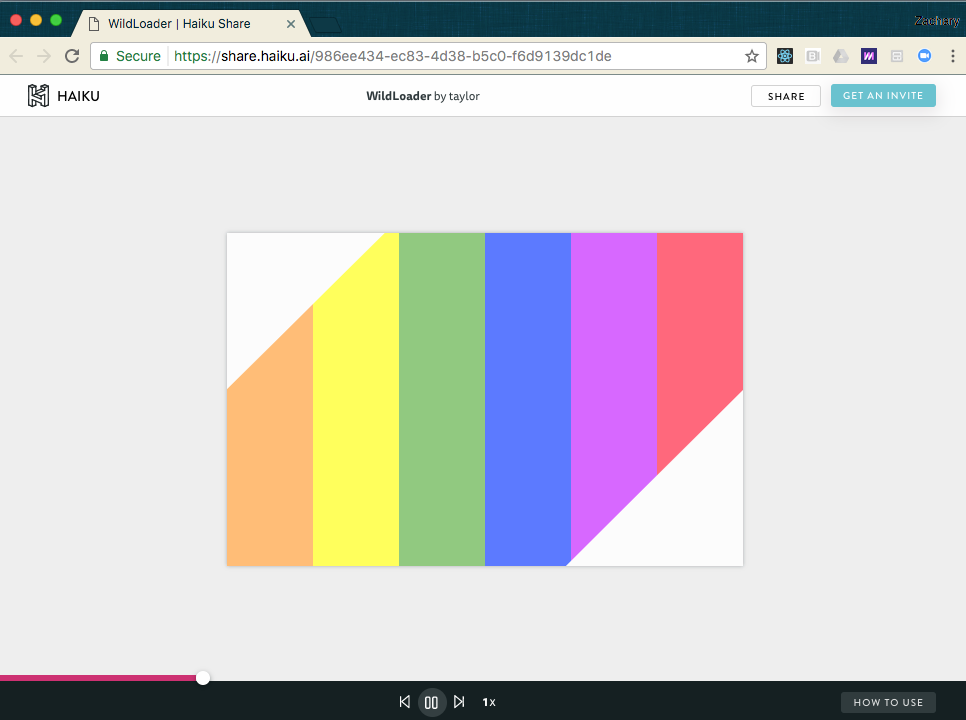 WildLoader | Haiku Share
Zachary
Secure
https://share.haiku.ai/986ee434-ec83-4d38-b5c0-f6d9139dc1de
HAIKU
WildLoader by taylor
SHARE
GET AN INVITE
1x
HOW TO USE